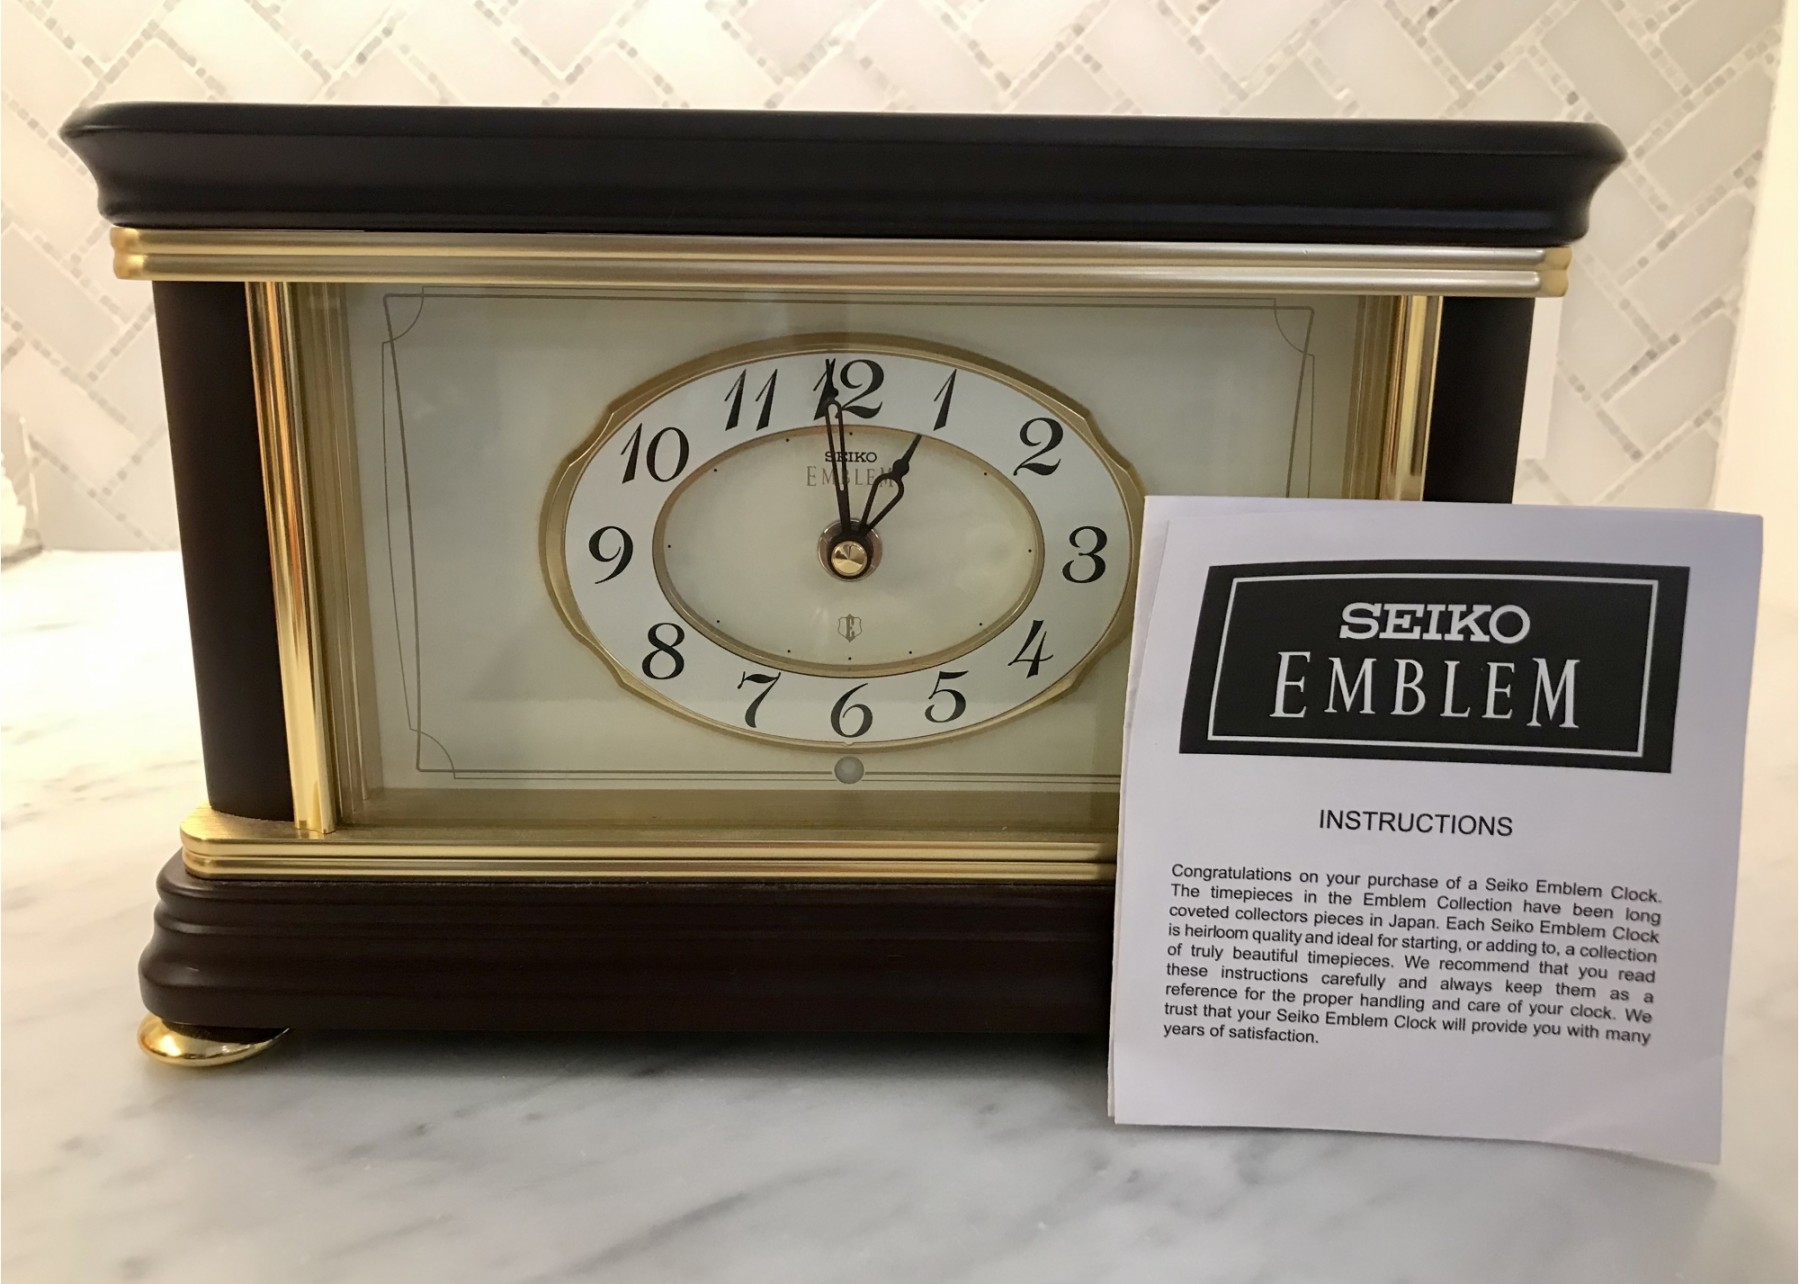 12
11
1
10
2
SEIKO
EMBLEM
9
3
8
4
E
7
5
6
SEIKO
EMBLEM
INSTRUCTIONS
Congratulations on your purchase of a Seiko Emblem Clock.
The timepieces in the Emblem Collection have been long
coveted collectors pieces in Japan. Each Seiko Emblem Clock
is heirloom quality and ideal for starting, or adding to, a collection
of truly beautiful timepieces. We recommend that you read
these instructions carefully and always keep them as a
reference for the proper handling and care of your clock. We
trust that your Seiko Emblem Clock will provide you with many
years of satisfaction.